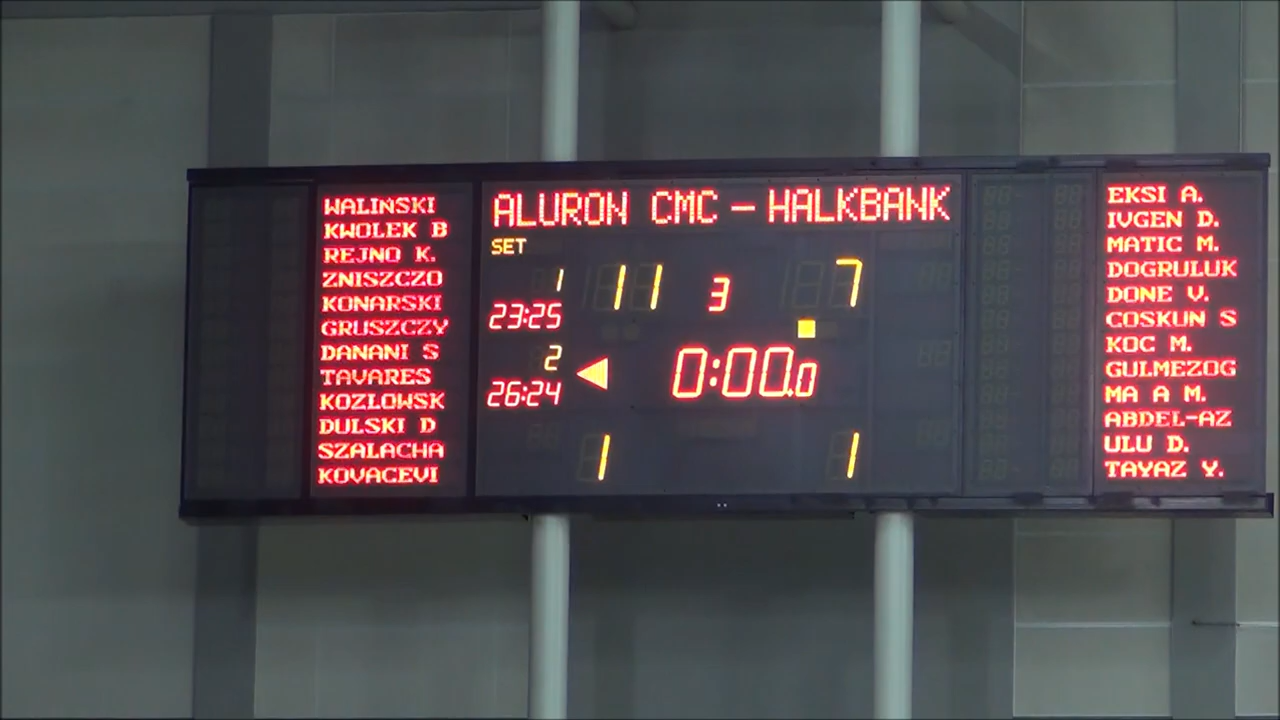 WALIŃSKI
KWOLEK B
REJNO K.
ZNISZCZO
KONARSKI
GRUSZCZY
DANANI S
TAVARES
KOZLOWSK
DULSKI D
SZALACHA
KOVACEVI
ALURON CMC - HALKBANK
SET
1 11 3 7
23:25
2 0:00.0
26:24
1 1
EKSI A.
IVGEN D.
MATIC M.
DOGRULUK
DONE V.
COSKUN S
KOC M.
GULMEZOG
MA A M.
ABDEL-AZ
ULU D.
TAYAZ Y.